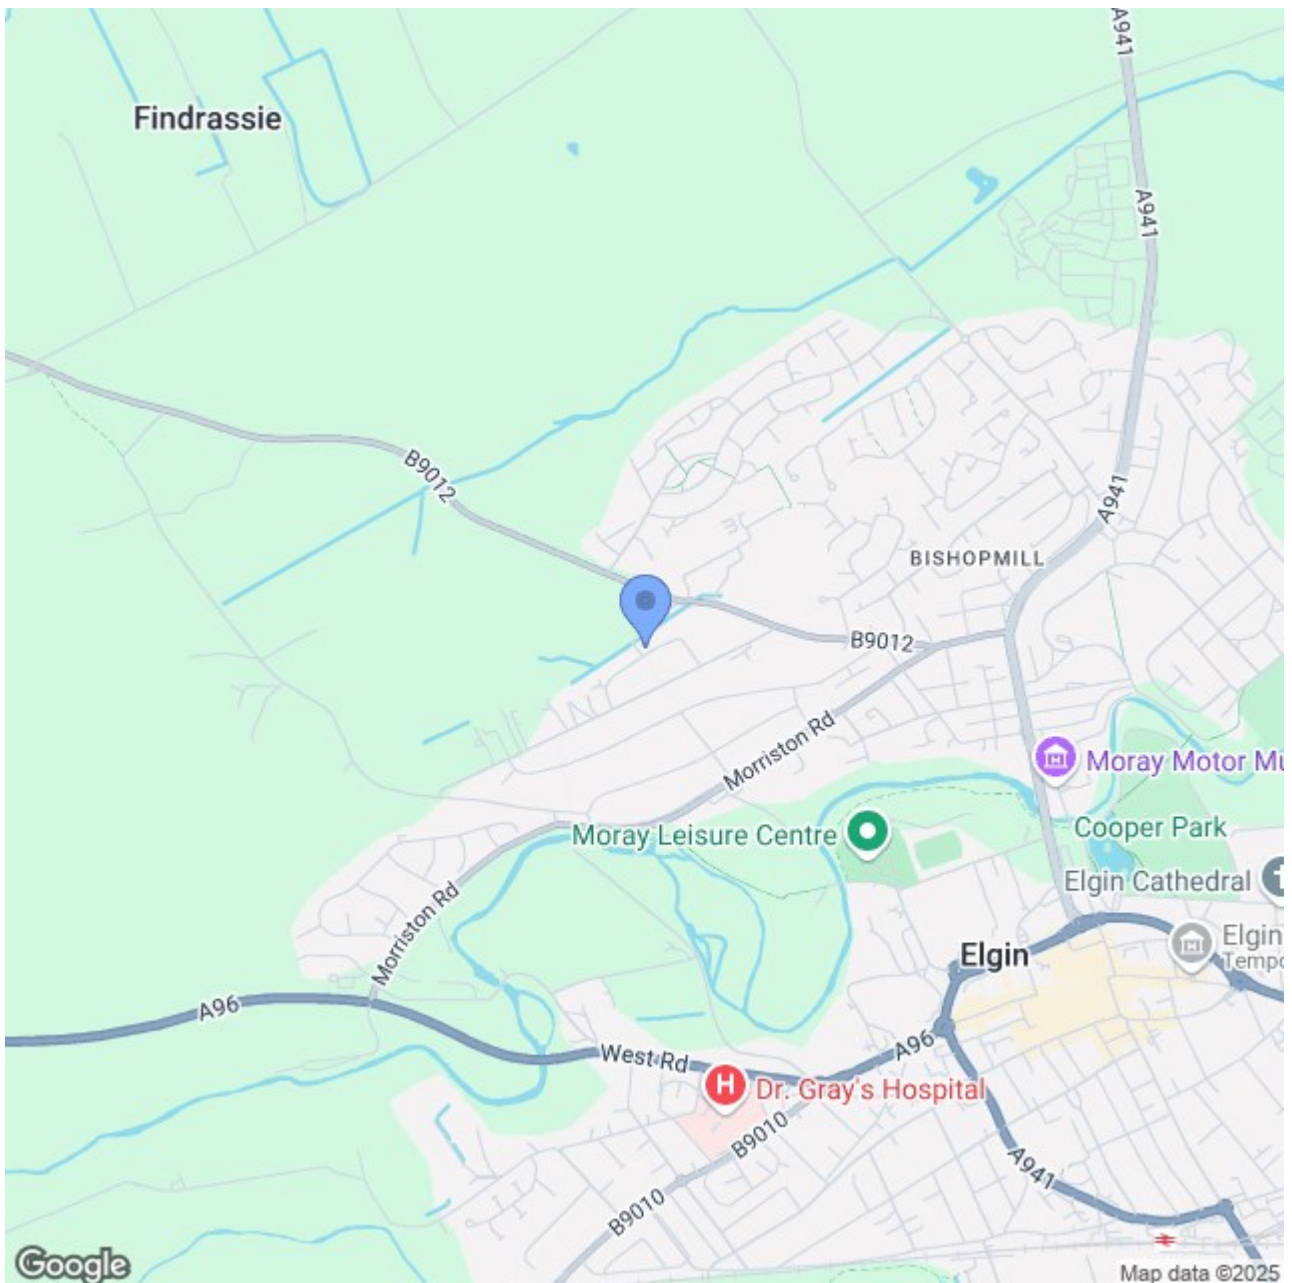 A941
Findrassie
A941
B9012
A941
BISHOPMILL
B9012
Morriston Rd
Moray Motor Mu
Moray Leisure Centre
Cooper Park
Elgin Cathedral
Morriston Rd
Elgin
Elgin
Tempo
A96
West Rd
A96
H
Dr. Gray's Hospital
B9010
A941
B9010
Google
Map data ©2025